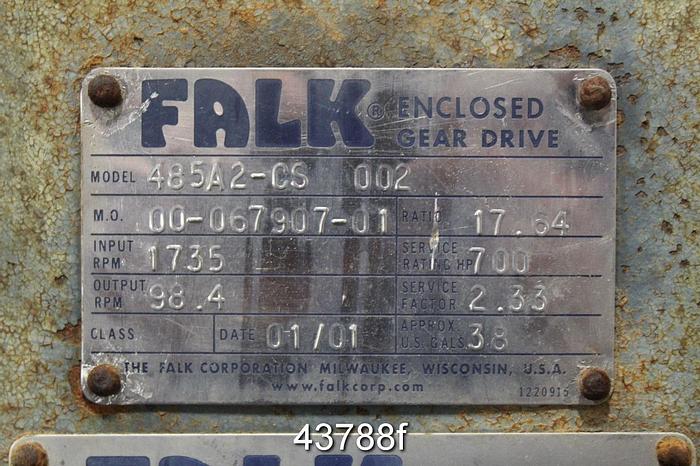 FALK® ENCLOSED GEAR DRIVE
MODEL 485A2-CS 002
M.O. 00-067907-01 RATIO 17.64
INPUT RPM 1735 SERVICE RATING HP 700
OUTPUT RPM 98.4 SERVICE FACTOR 2.33
CLASS DATE 01/01 APPROX. U.S. GALS. 38
THE FALK CORPORATION MILWAUKEE, WISCONSIN, U.S.A.
www.falkcorp.com 1220915
43788f
FALK